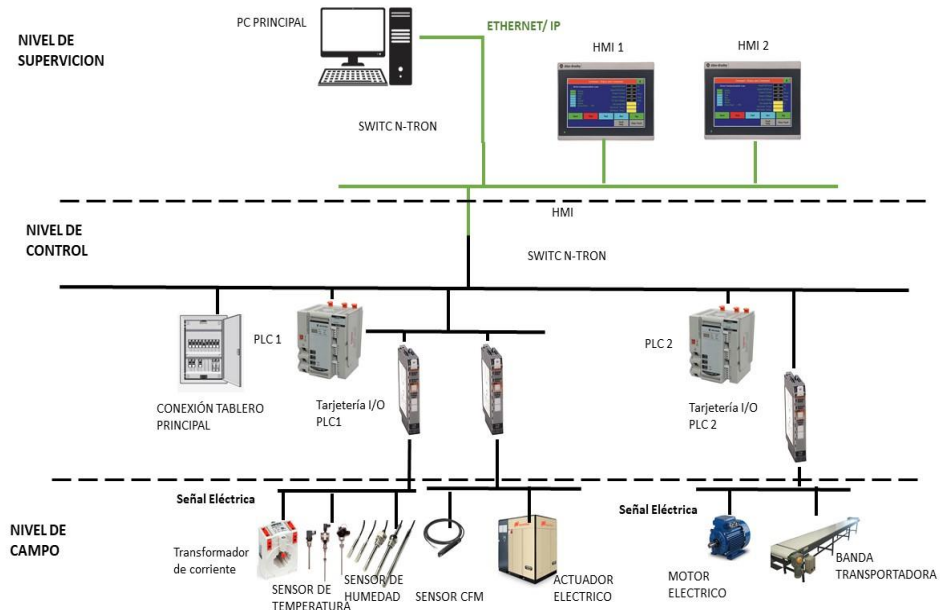 NIVEL DE
SUPERVICION
PC PRINCIPAL
ETHERNET/ IP
HMI 1
HMI 2
SWITC N-TRON
HMI
NIVEL DE
CONTROL
SWITC N-TRON
PLC 1
PLC 2
CONEXIÓN TABLERO
PRINCIPAL
Tarjetería I/O
PLC1
Tarjetería I/O
PLC 2
Señal Eléctrica
Señal Eléctrica
NIVEL DE
CAMPO
Transformador
de corriente
SENSOR DE
TEMPERATURA
SENSOR DE
HUMEDAD
SENSOR CFM
ACTUADOR
ELECTRICO
MOTOR
ELECTRICO
BANDA
TRANSPORTADORA